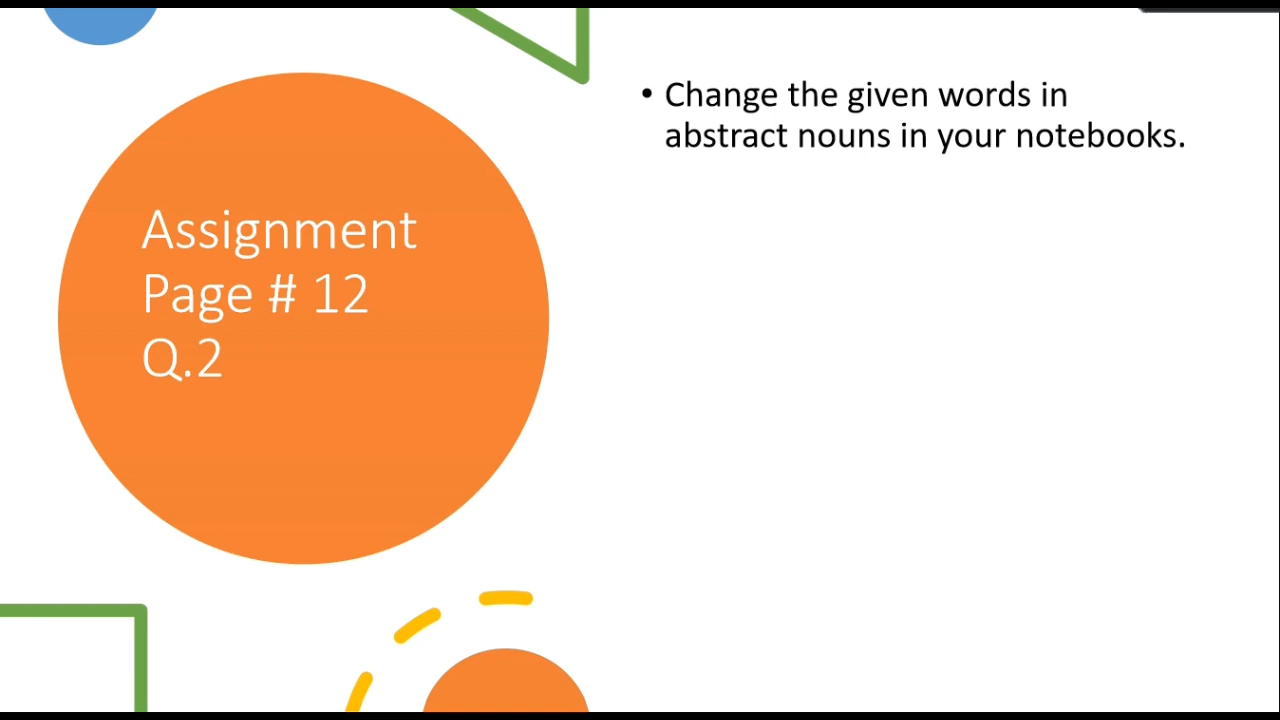 Assignment
Page # 12
Q.2
• Change the given words in
abstract nouns in your notebooks.